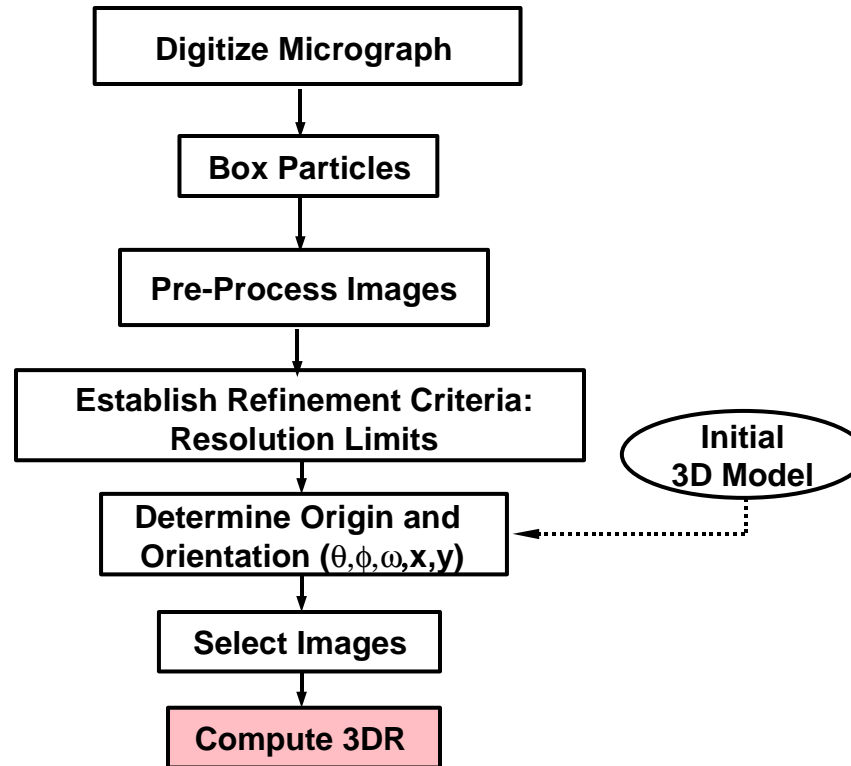 Digitize Micrograph
Box Particles
Pre-Process Images
Establish Refinement Criteria:
Resolution Limits
Initial
3D Model
Determine Origin and
Orientation (θ,ϕ,ω,x,y)
Select Images
Compute 3DR